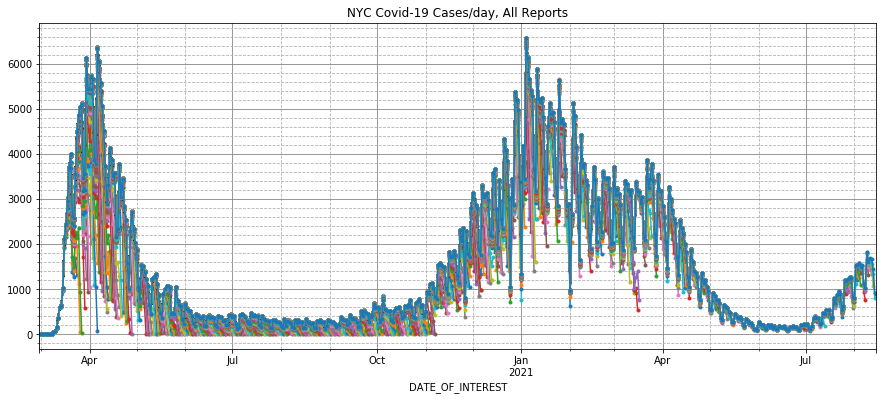 NYC Covid-19 Cases/day, All Reports
6000
5000
4000
3000
2000
1000
0
Apr Jul Oct Jan Apr Jul
2021
DATE_OF_INTEREST